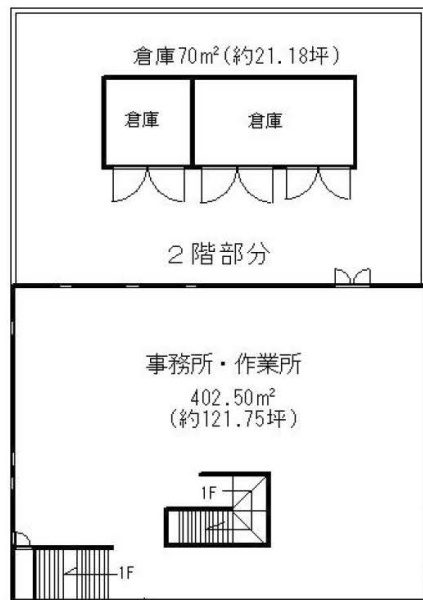 倉庫70m²(約21.18坪)
倉庫
倉庫
2階部分
事務所・作業所
402.50m²
(約121.75坪)
1F
1F